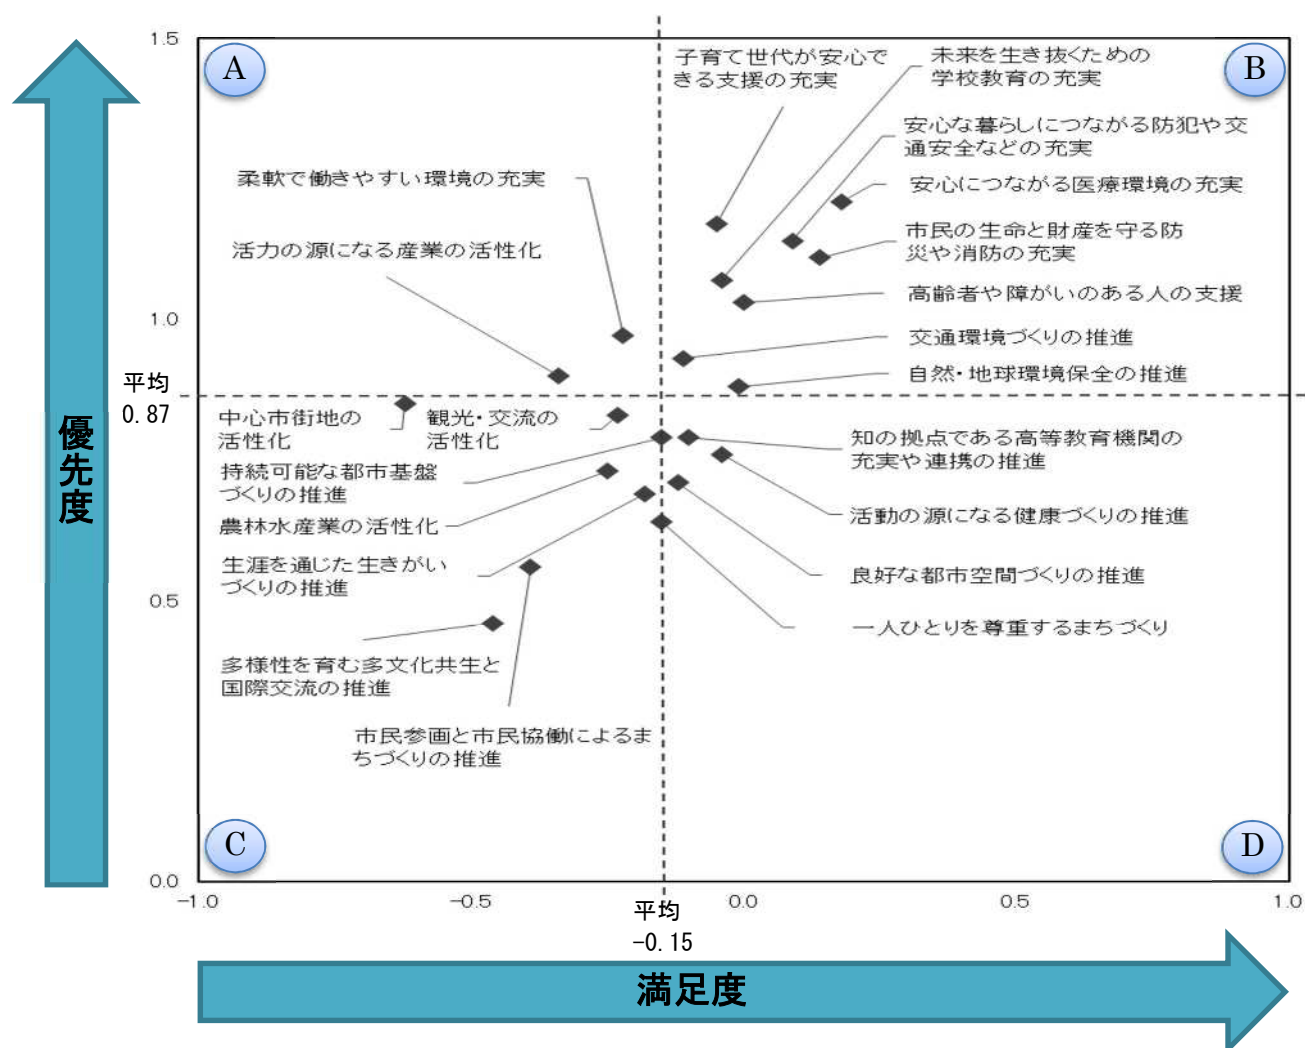 1.5
A
B
子育て世代が安心で
きる支援の充実
未来を生き抜くための
学校教育の充実
安心な暮らしにつながる防犯や交
通安全などの充実
柔軟で働きやすい環境の充実
安心につながる医療環境の充実
活力の源になる産業の活性化
市民の生命と財産を守る防
災や消防の充実
高齢者や障がいのある人の支援
1.0
交通環境づくりの推進
自然・地球環境保全の推進
平均
0.87
優先度
中心市街地の
活性化
観光・交流の
活性化
知の拠点である高等教育機関の
充実や連携の推進
持続可能な都市基盤
づくりの推進
農林水産業の活性化
活動の源になる健康づくりの推進
生涯を通じた生きがい
づくりの推進
良好な都市空間づくりの推進
0.5
一人ひとりを尊重するまちづくり
多様性を育む多文化共生と
国際交流の推進
市民参画と市民協働によるま
ちづくりの推進
C
D
0.0
-1.0
-0.5
平均
-0.15
0.0
0.5
1.0
満足度